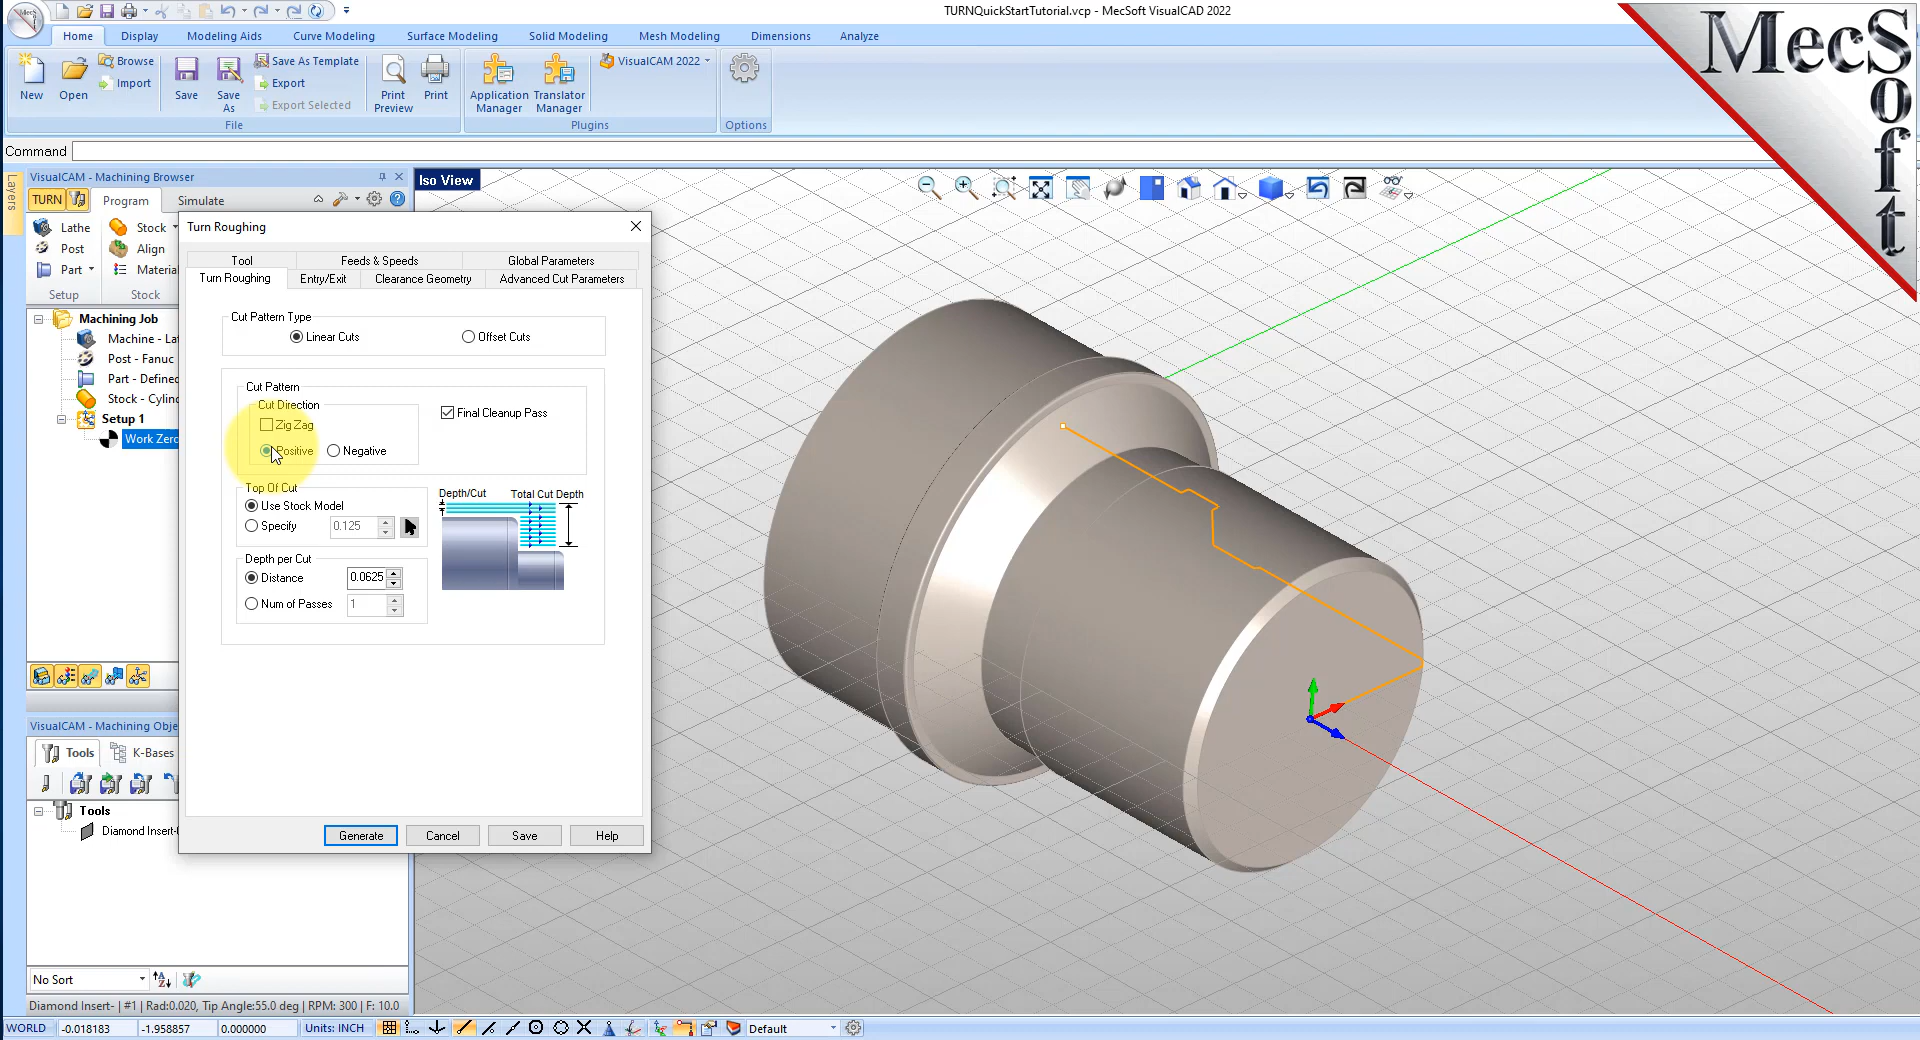 TURNQuickStartTutorial.vcp - MecSoft VisualCAD 2022
Home Display Modeling Aids Curve Modeling Surface Modeling Solid Modeling Mesh Modeling Dimensions Analyze
New Open Browse Import Save Save As Save As Template Export Export Selected Print Preview Print
Application Manager Translator Manager VisualCAM 2022
File Plugins Options
Command
MecSoft
Layers
VisualCAM - Machining Browser
TURN Program Simulate
Lathe Stock
Post Align
Part Material
Setup Stock
Machining Job
Machine - Lat
Post - Fanuc
Part - Defined
Stock - Cylind
Setup 1
Work Zero
VisualCAM - Machining Obje
Tools K-Bases
Tools
Diamond Insert-
No Sort
Diamond Insert- | #1 | Rad:0.020, Tip Angle:55.0 deg | RPM: 300 | F: 10.0
Iso View
Turn Roughing
Tool Feeds & Speeds Global Parameters
Turn Roughing Entry/Exit Clearance Geometry Advanced Cut Parameters
Cut Pattern Type
Linear Cuts Offset Cuts
Cut Pattern
Cut Direction
Zig Zag
Final Cleanup Pass
Positive Negative
Top Of Cut
Use Stock Model
Specify 0.125
Depth/Cut Total Cut Depth
Depth per Cut
Distance 0.0625
Num of Passes 1
Generate Cancel Save Help
WORLD -0.018183 -1.958857 0.000000 Units: INCH Default